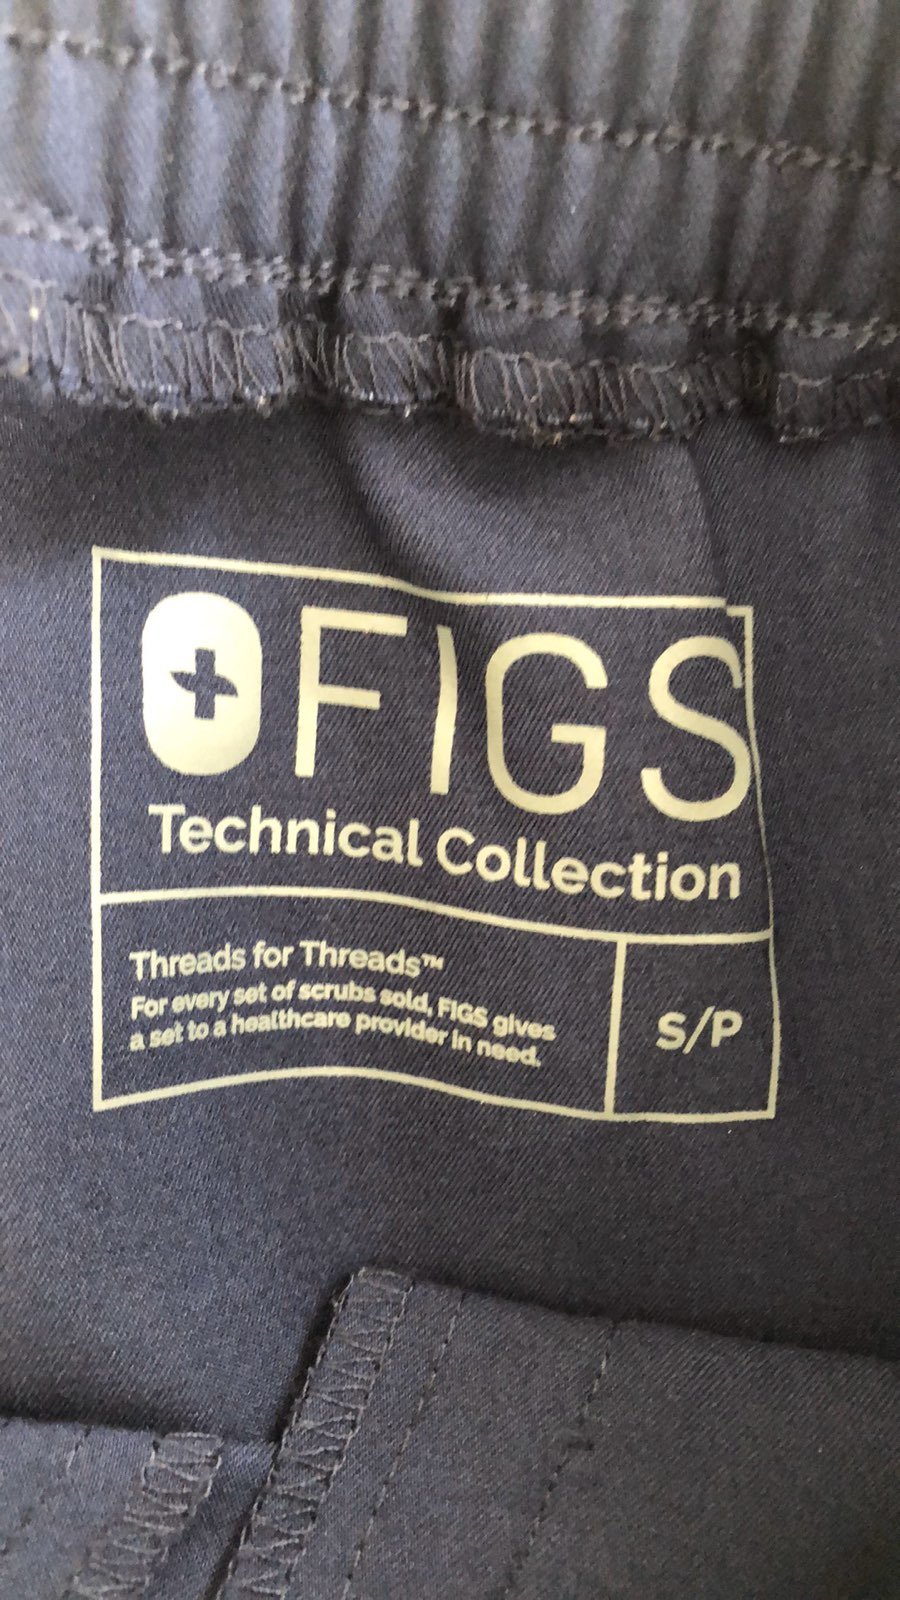 FIGS
Technical Collection
Threads for Threads™
For every set of scrubs sold, FIGS gives
a set to a healthcare provider in need.
S/P